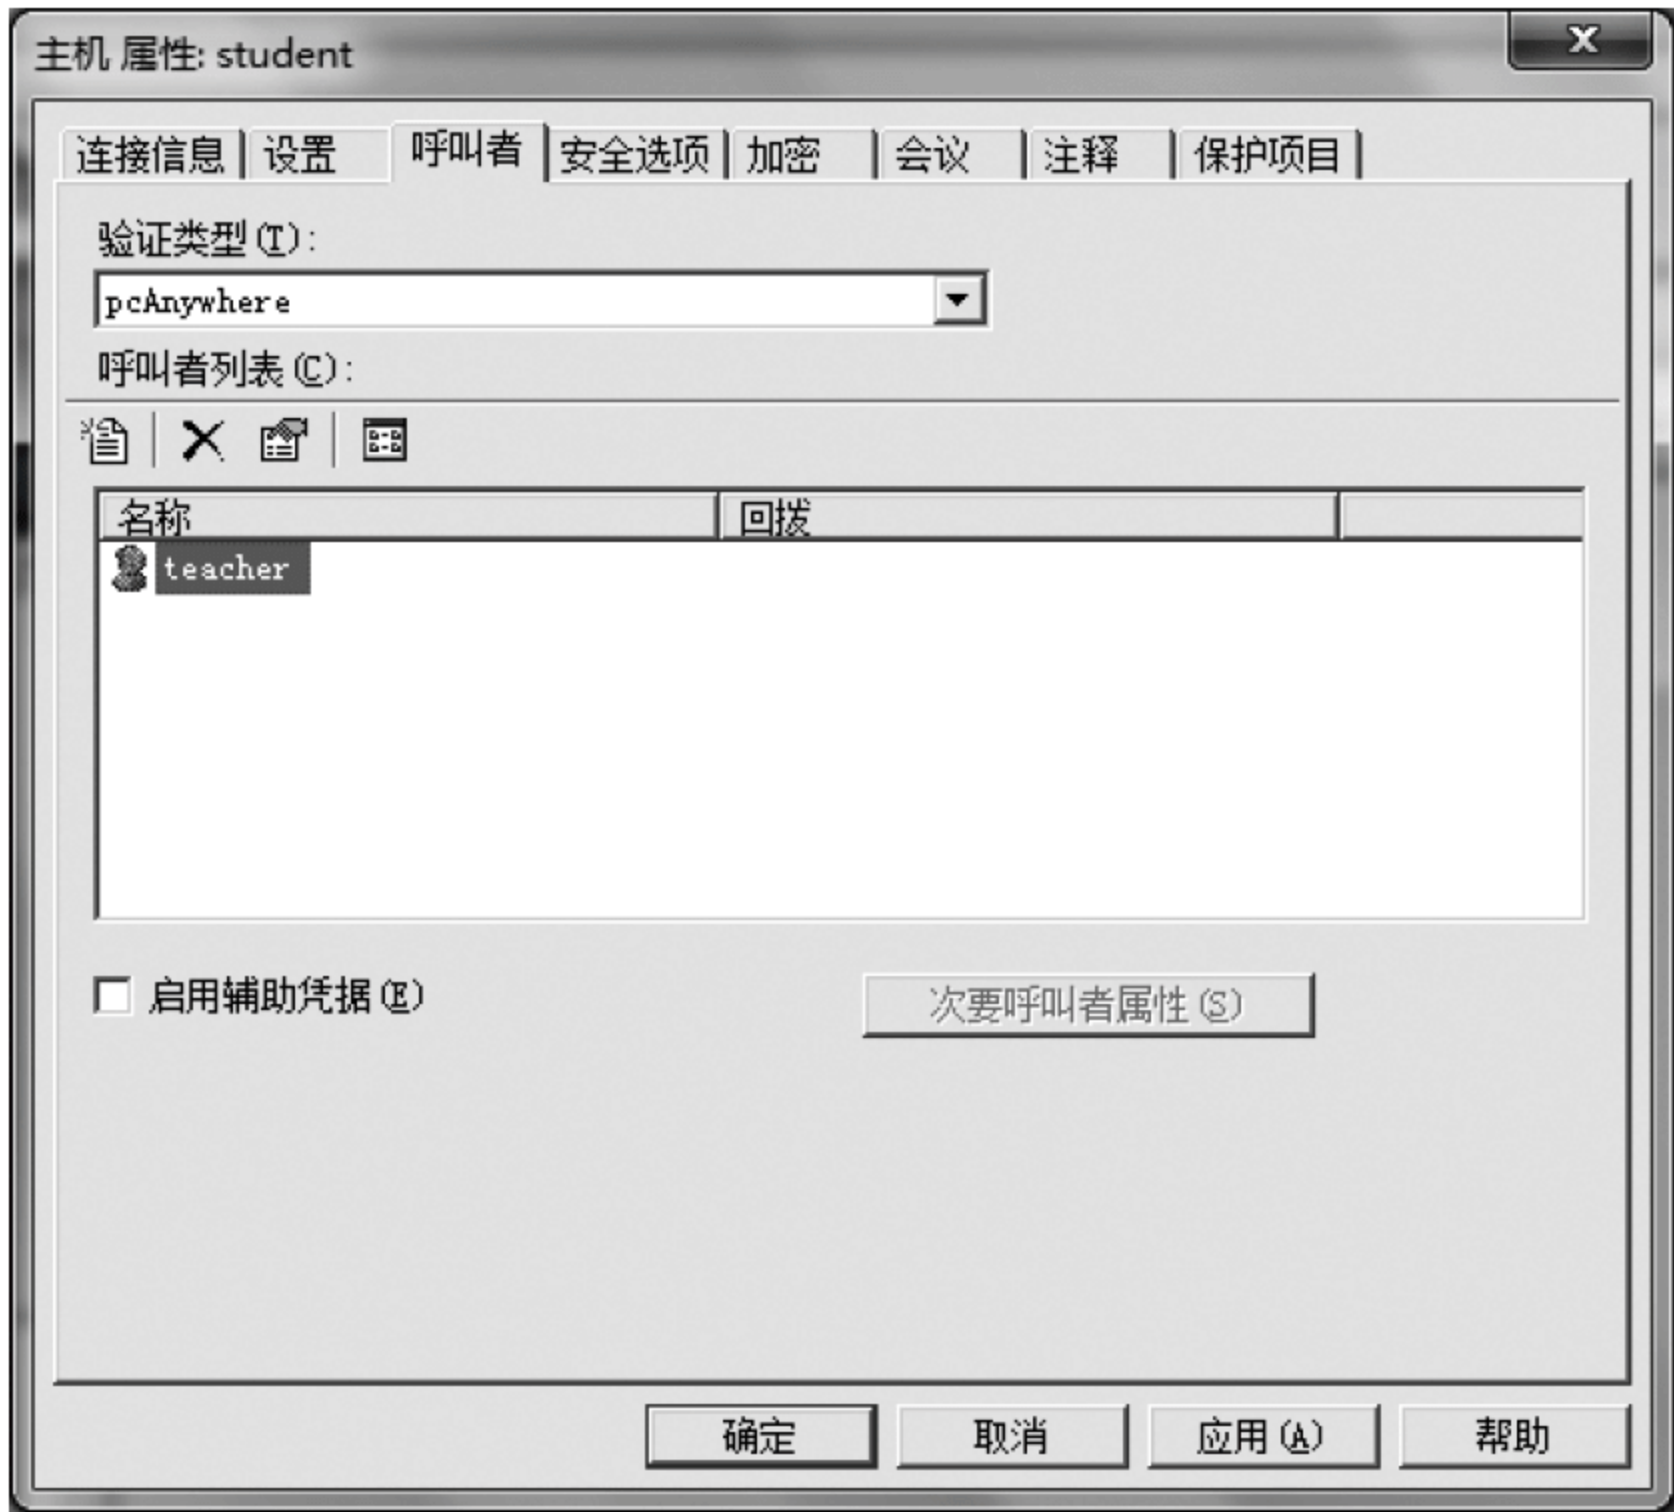 主机 属性: student
连接信息 设置 呼叫者 安全选项 加密 会议 注释 保护项目
验证类型(T):
pcAnywhere
呼叫者列表(C):
名称 回拨
teacher
启用辅助凭据(E) 次要呼叫者属性(S)
确定 取消 应用(A) 帮助